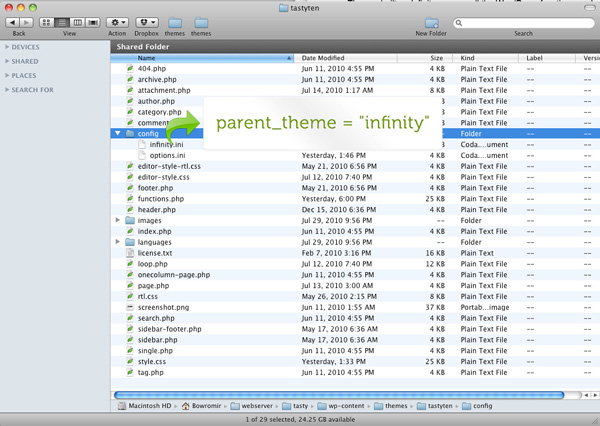 tastyten
Back View Action Dropbox themes themes New Folder Search
DEVICES
SHARED
PLACES
SEARCH FOR
Shared Folder
Name Date Modified Size Kind Label Versi
404.php Jun 11, 2010 4:55 PM 4 KB Plain Text File --
archive.php Jun 11, 2010 4:55 PM 4 KB Plain Text File --
attachment.php Jul 14, 2010 1:17 AM 8 KB Plain Text File --
author.php Plain Text File --
category.php Plain Text File --
commen Plain Text File --
config Folder --
parent_theme = "infinity"
infinity.ini Coda....ument --
options.ini Yesterday, 1:46 PM 4 KB Coda....ument --
editor-style-rtl.css May 21, 2010 6:56 PM 4 KB Plain Text File --
editor-style.css Jul 12, 2010 7:40 PM 4 KB Plain Text File --
footer.php May 21, 2010 6:56 PM 4 KB Plain Text File --
functions.php Yesterday, 6:00 PM 25 KB Plain Text File --
header.php Dec 15, 2010 6:36 PM 4 KB Plain Text File --
images Jul 29, 2010 9:56 PM -- Folder --
index.php Jun 11, 2010 4:55 PM 4 KB Plain Text File --
languages Jul 29, 2010 9:56 PM -- Folder --
license.txt Feb 7, 2010 3:16 PM 4 KB Plain Text --
loop.php Jul 12, 2010 7:40 PM 12 KB Plain Text File --
onecolumn-page.php Jun 11, 2010 4:55 PM 4 KB Plain Text File --
page.php Jul 13, 2010 3:00 AM 4 KB Plain Text File --
rtl.css May 26, 2010 2:15 PM 8 KB Plain Text File --
screenshot.png Jun 11, 2010 1:55 AM 37 KB Portab...image --
search.php Jun 11, 2010 4:55 PM 4 KB Plain Text File --
sidebar-footer.php May 17, 2010 6:36 AM 4 KB Plain Text File --
sidebar.php May 17, 2010 6:36 AM 4 KB Plain Text File --
single.php Jun 11, 2010 4:55 PM 4 KB Plain Text File --
style.css Yesterday, 1:33 PM 25 KB Plain Text File --
tag.php Jun 11, 2010 4:55 PM 4 KB Plain Text File --
Macintosh HD Bowromir webserver tasty wp-content themes tastyten config
1 of 29 selected, 24.25 GB available